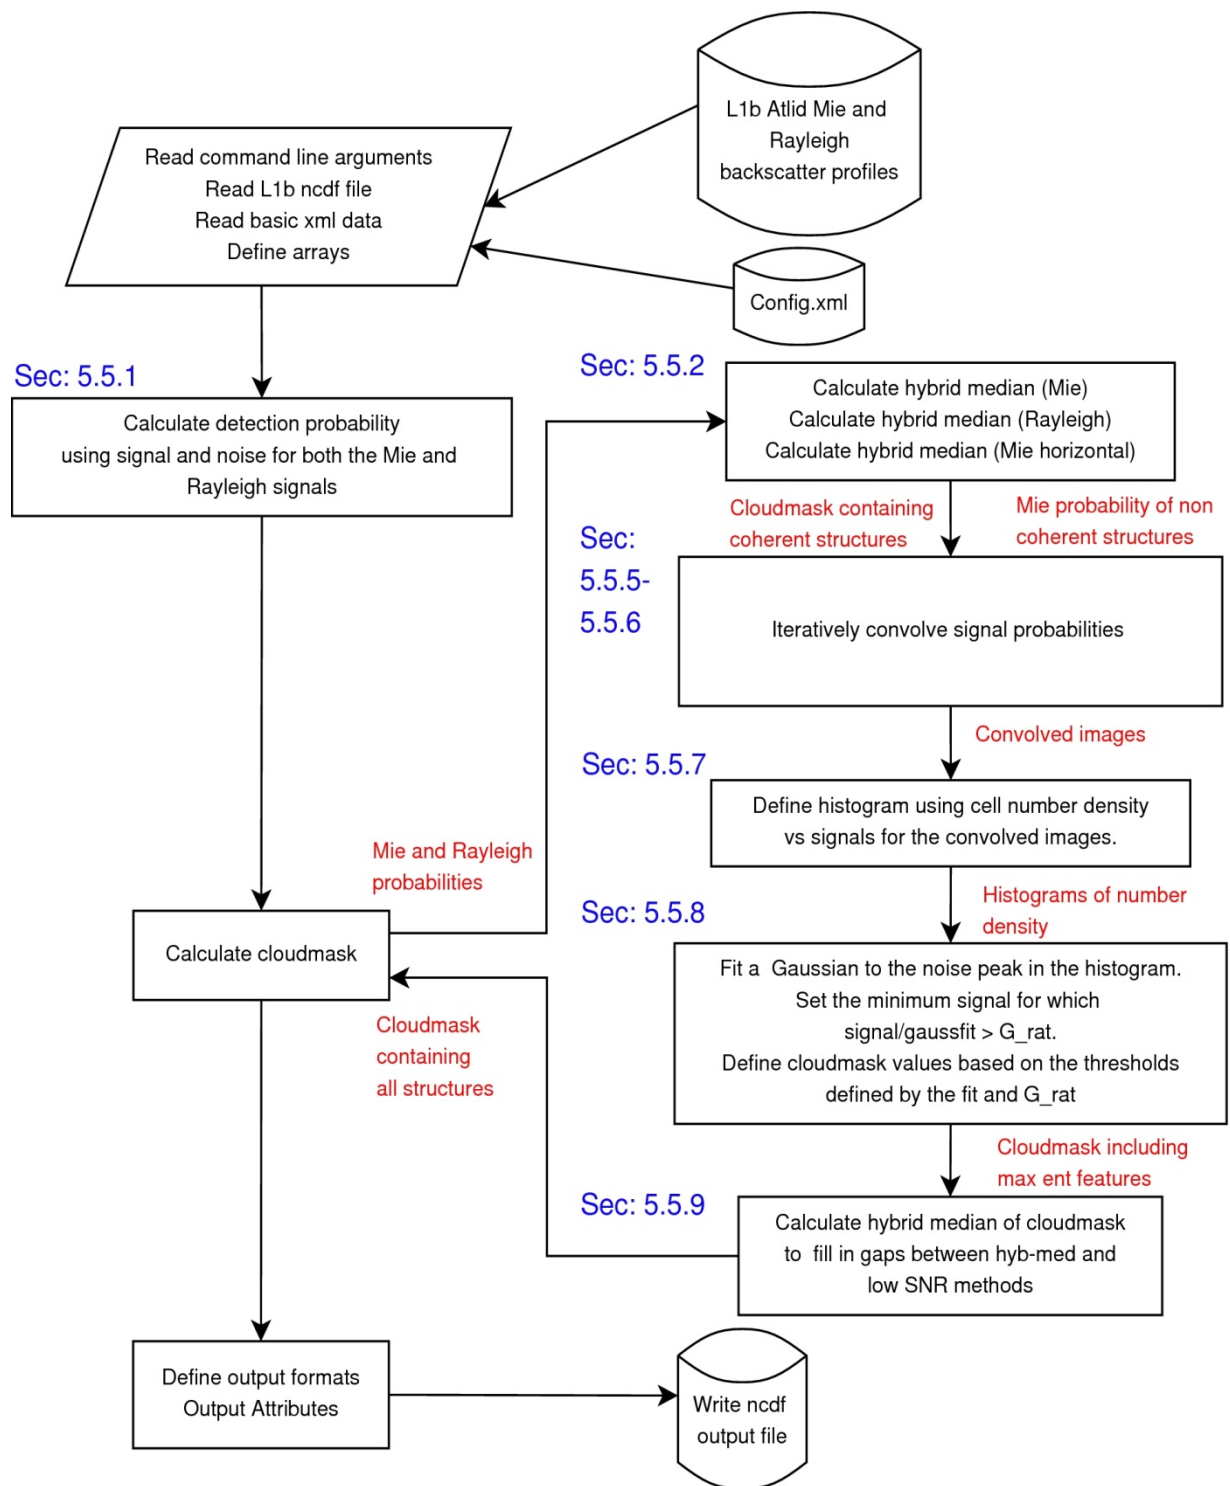 L1b Atlid Mie and
Rayleigh
backscatter profiles
Read command line arguments
Read L1b ncdf file
Read basic xml data
Define arrays
Config.xml
Sec: 5.5.1
Calculate detection probability
using signal and noise for both the Mie and
Rayleigh signals
Sec: 5.5.2
Calculate hybrid median (Mie)
Calculate hybrid median (Rayleigh)
Calculate hybrid median (Mie horizontal)
Cloudmask containing
coherent structures
Mie probability of non
coherent structures
Sec:
5.5.5-
5.5.6
Iteratively convolve signal probabilities
Convolved images
Sec: 5.5.7
Define histogram using cell number density
vs signals for the convolved images.
Mie and Rayleigh
probabilities
Histograms of number
density
Sec: 5.5.8
Calculate cloudmask
Fit a Gaussian to the noise peak in the histogram.
Set the minimum signal for which
signal/gaussfit > G_rat.
Define cloudmask values based on the thresholds
defined by the fit and G_rat
Cloudmask
containing
all structures
Cloudmask including
max ent features
Sec: 5.5.9
Calculate hybrid median of cloudmask
to fill in gaps between hyb-med and
low SNR methods
Define output formats
Output Attributes
Write ncdf
output file